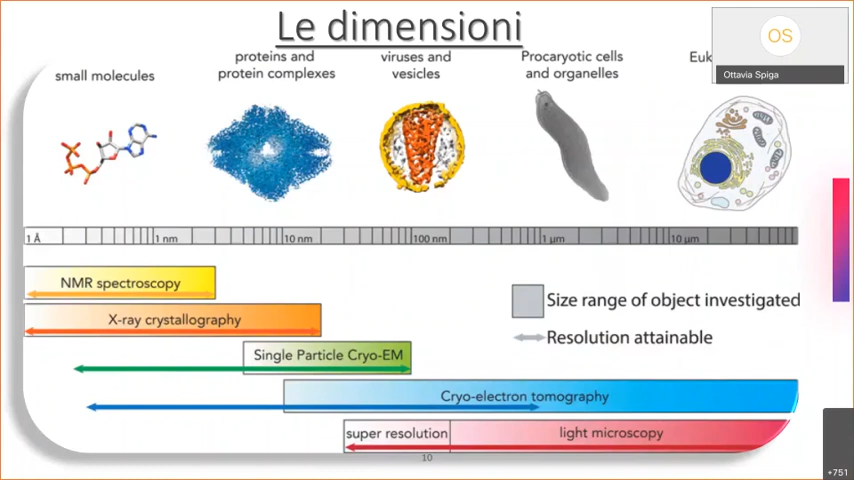 Le dimensioni
OS
Ottavia Spiga
small molecules
proteins and
protein complexes
viruses and
vesicles
Procaryotic cells
and organelles
Euk
1 Å
1 nm
10 nm
100 nm
1 µm
10 µm
NMR spectroscopy
X-ray crystallography
Single Particle Cryo-EM
Cryo-electron tomography
super resolution
light microscopy
Size range of object investigated
Resolution attainable
10
+751